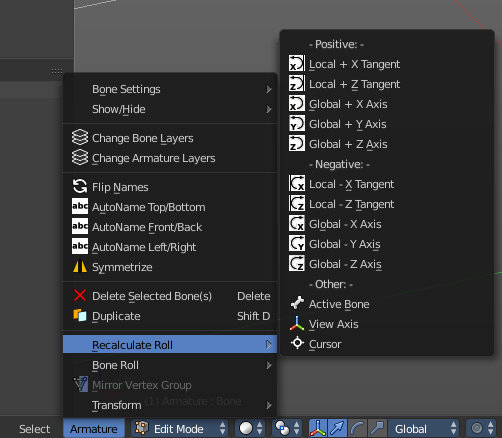 Bone Settings
Show/Hide
Change Bone Layers
Change Armature Layers
Flip Names
abc AutoName Top/Bottom
abc AutoName Front/Back
abc AutoName Left/Right
Symmetrize
Delete Selected Bone(s) Delete
Duplicate Shift D
Recalculate Roll
Bone Roll
Mirror Vertex Group
(1) Armature : Bone
Transform
- Positive: -
X Local + X Tangent
Z Local + Z Tangent
X Global + X Axis
Y Global + Y Axis
Z Global + Z Axis
- Negative: -
X Local - X Tangent
Z Local - Z Tangent
X Global - X Axis
Y Global - Y Axis
Z Global - Z Axis
- Other: -
Active Bone
View Axis
Cursor
Select Armature Edit Mode Global